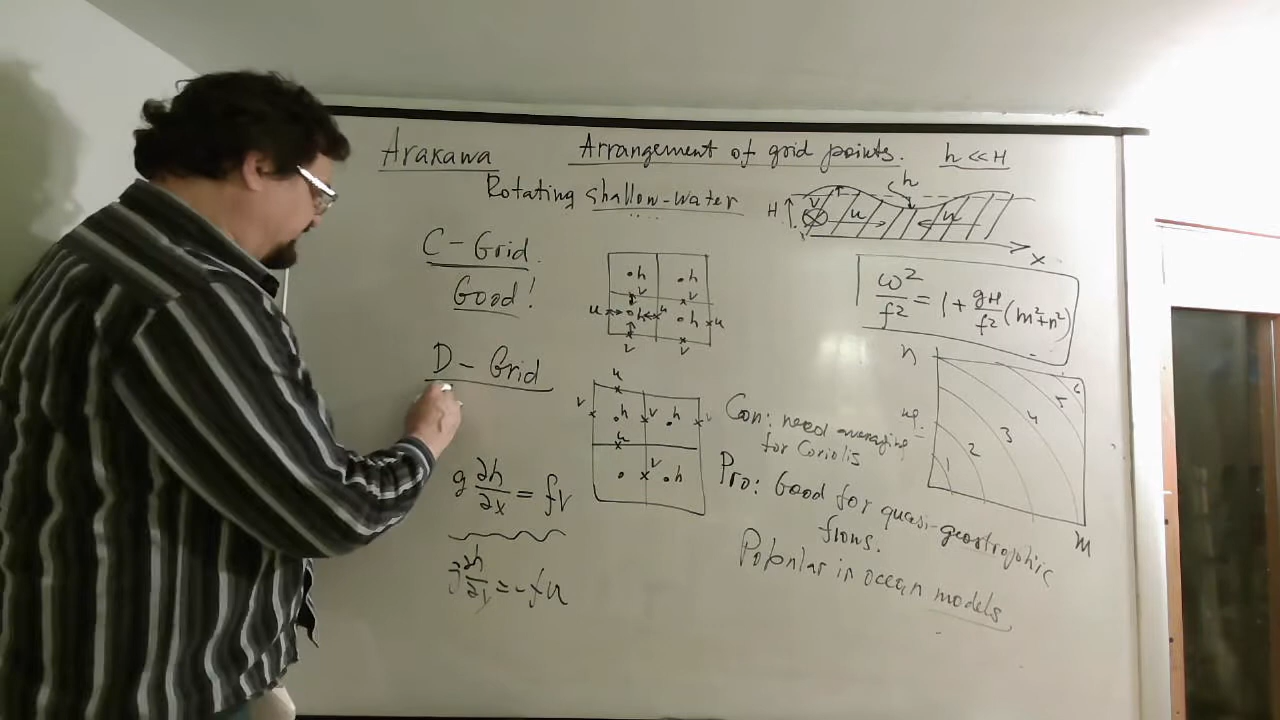 Arakawa
Arrangement of grid points.
h << H
Rotating shallow-water
h
H
V
u
u
x
C - Grid.
Good!
h
h
v
v
u
h
u
h
u
v
v
ω²/f² = 1 + gH/f² (m²+n²)
n
m
1
2
3
4
5
6
D - Grid
u
v
h
v
h
v
u
v
h
g ∂h/∂x = fv
g ∂h/∂y = -fu
Con: need averaging
for Coriolis
Pro: Good for quasi-geostrophic
flows.
Popular in ocean models